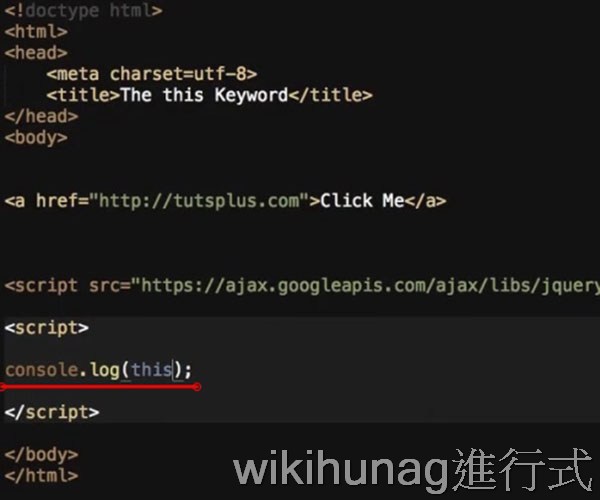 <!doctype html>
<html>
<head>
<meta charset=utf-8>
<title>The this Keyword</title>
</head>
<body>
<a href="http://tutsplus.com">Click Me</a>
<script src="https://ajax.googleapis.com/ajax/libs/jquery
<script>
console.log(this);
</script>
</body>
</html>
wikihunag進行式